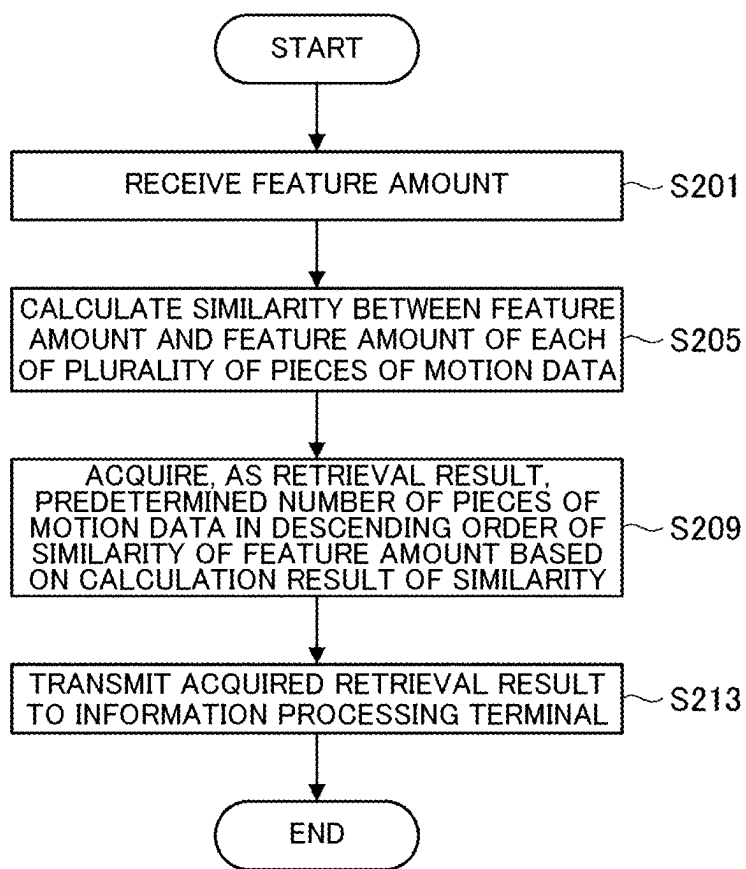 START
RECEIVE FEATURE AMOUNT
S201
CALCULATE SIMILARITY BETWEEN FEATURE
AMOUNT AND FEATURE AMOUNT OF EACH
OF PLURALITY OF PIECES OF MOTION DATA
S205
ACQUIRE, AS RETRIEVAL RESULT,
PREDETERMINED NUMBER OF PIECES OF
MOTION DATA IN DESCENDING ORDER OF
SIMILARITY OF FEATURE AMOUNT BASED
ON CALCULATION RESULT OF SIMILARITY
S209
TRANSMIT ACQUIRED RETRIEVAL RESULT
TO INFORMATION PROCESSING TERMINAL
S213
END